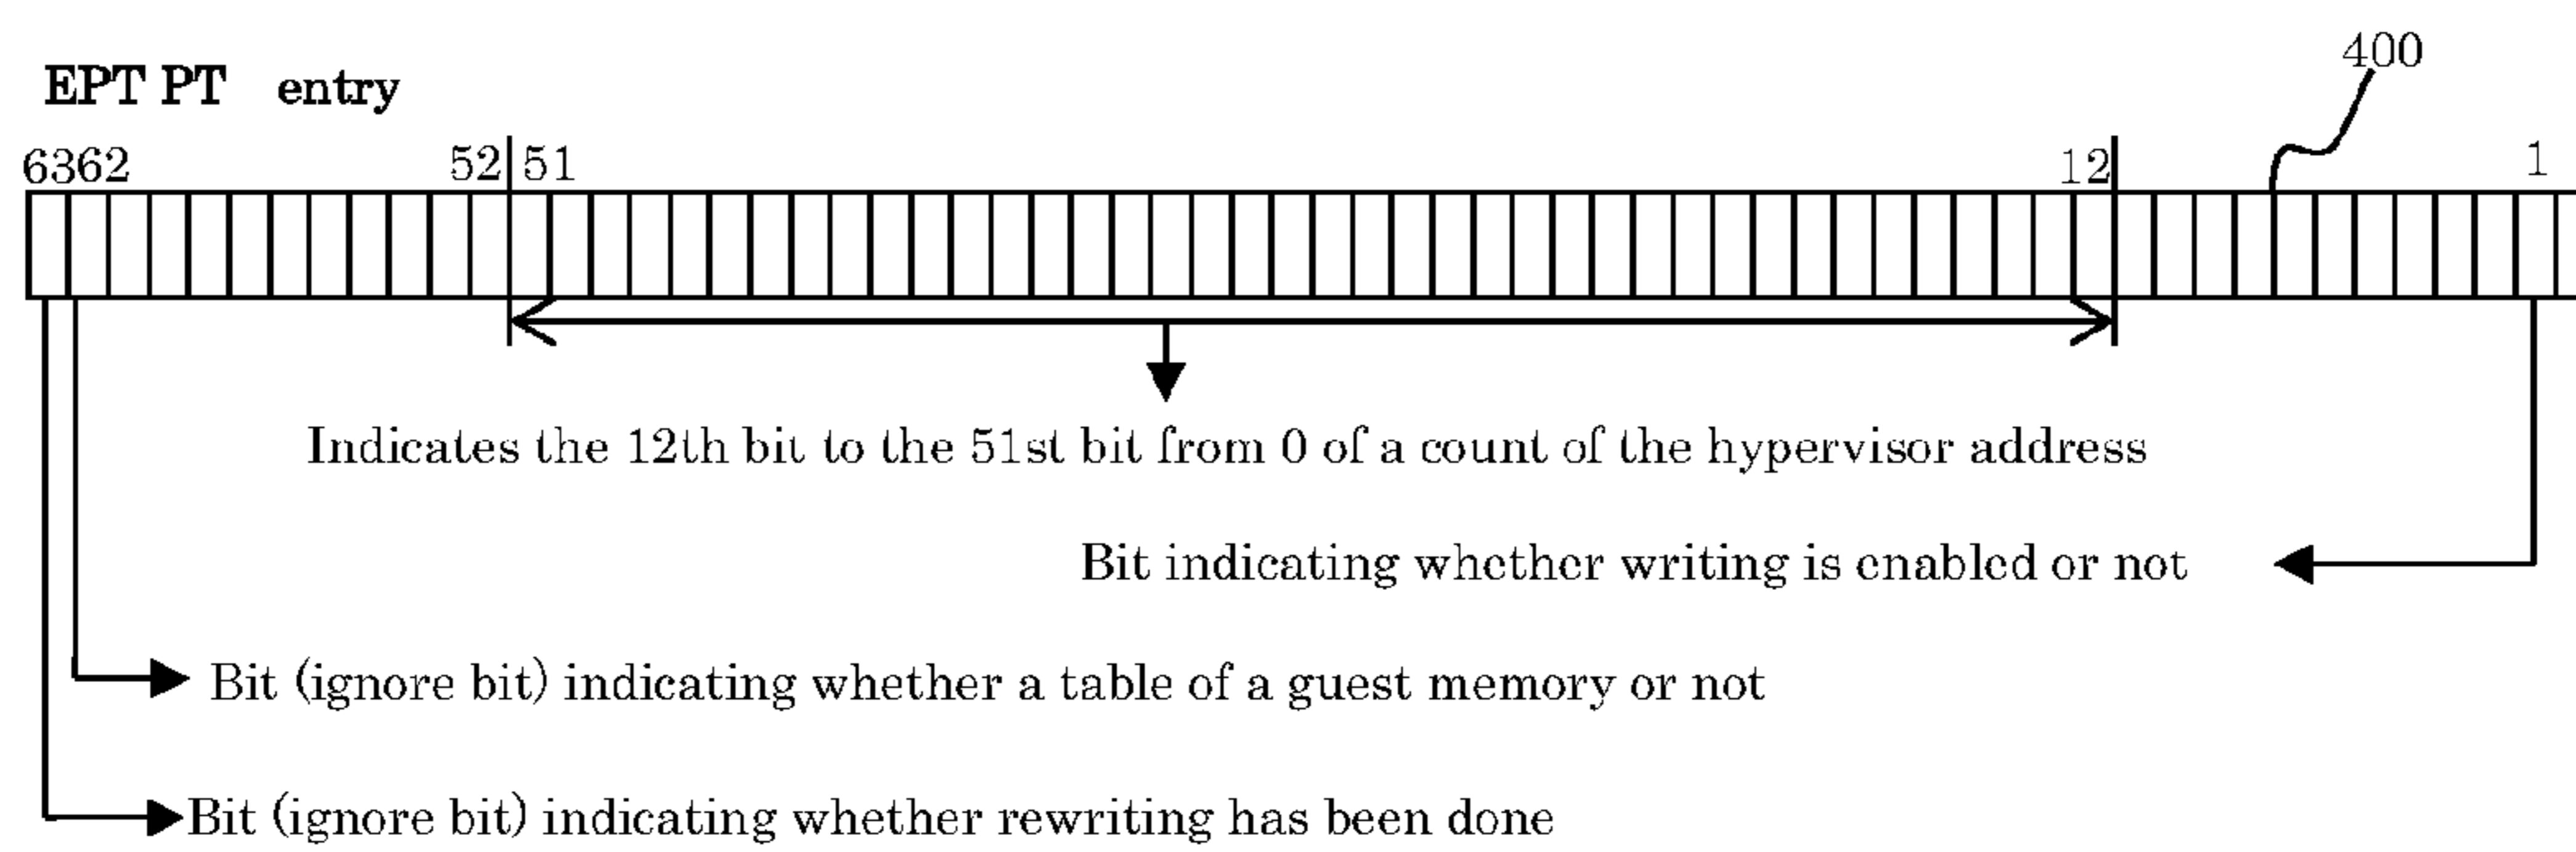 400
EPT PT entry
6362 52 51 12 1
Indicates the 12th bit to the 51st bit from 0 of a count of the hypervisor address
Bit indicating whether writing is enabled or not
Bit (ignore bit) indicating whether a table of a guest memory or not
Bit (ignore bit) indicating whether rewriting has been done